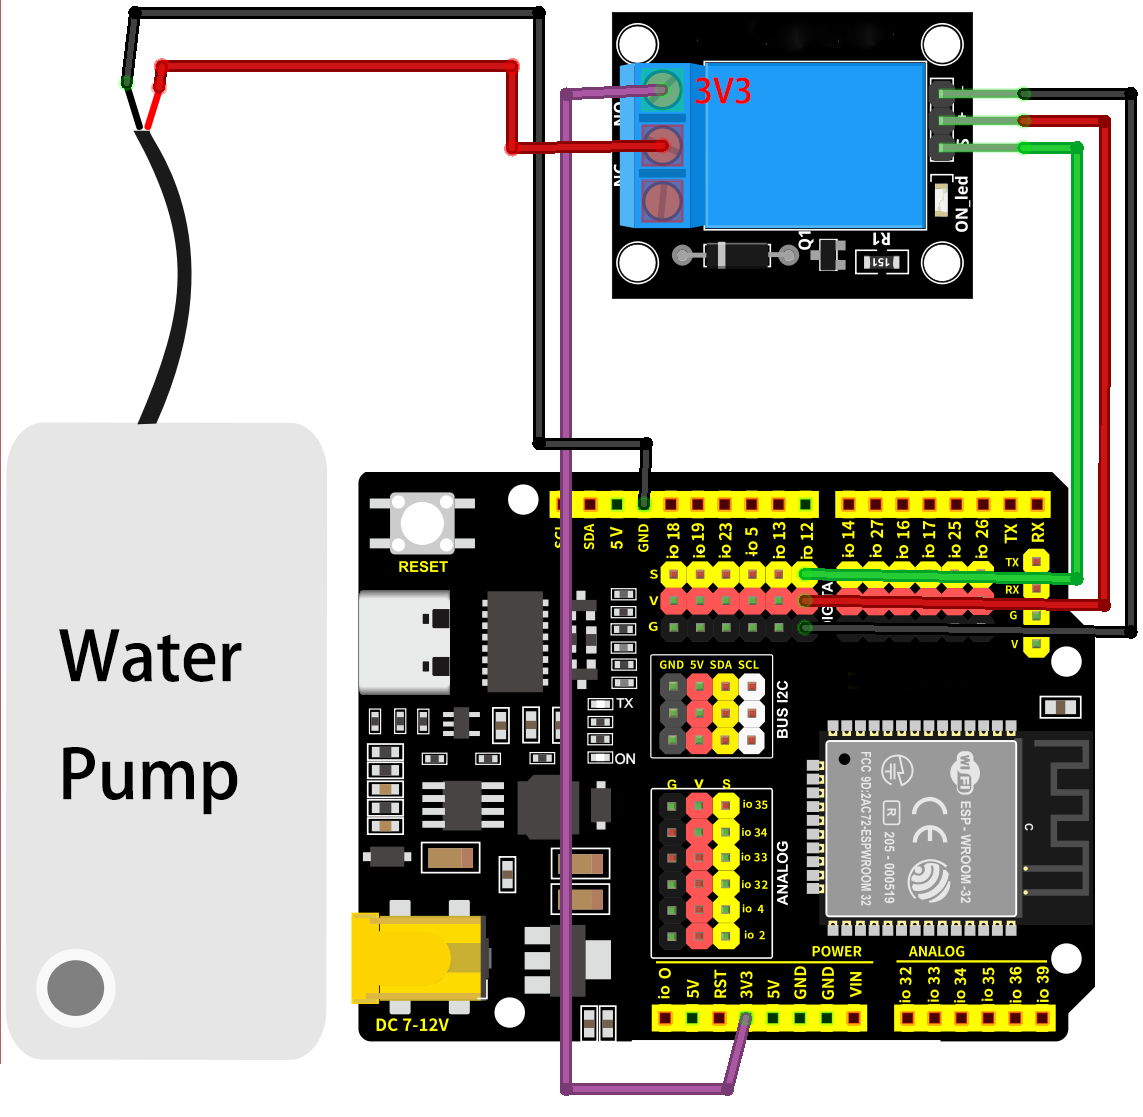 3V3
NO
NC
+
S
ON_led
Q1
R1
151
Water
Pump
RESET
SCL
SDA
5V
GND
io 18
io 19
io 23
io 5
io 13
io 12
io 14
io 27
io 16
io 17
io 25
io 26
TX
RX
S
V
G
TX
RX
G
V
GND 5V SDA SCL
BUS I2C
TX
ON
G V S
io 35
io 34
io 33
io 32
io 4
io 2
ANALOG
WiFi
ESP - WROOM -32
CE
R
205 - 000519
FCC 9D:2AC72-ESPWROOM 32
C
DC 7-12V
POWER
io O
5V
RST
3V3
5V
GND
GND
VIN
ANALOG
io 32
io 33
io 34
io 35
io 36
io 39